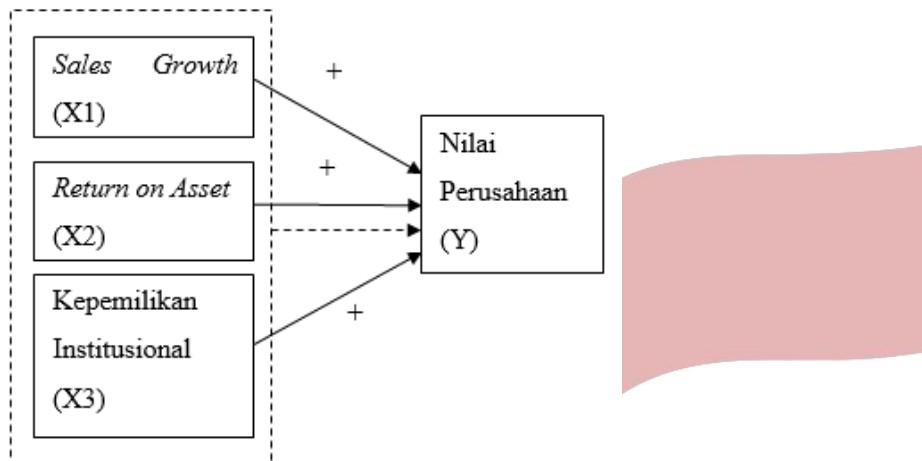 Sales Growth
(X1)
+
Return on Asset
(X2)
+
Kepemilikan
Institusional
(X3)
+
Nilai
Perusahaan
(Y)